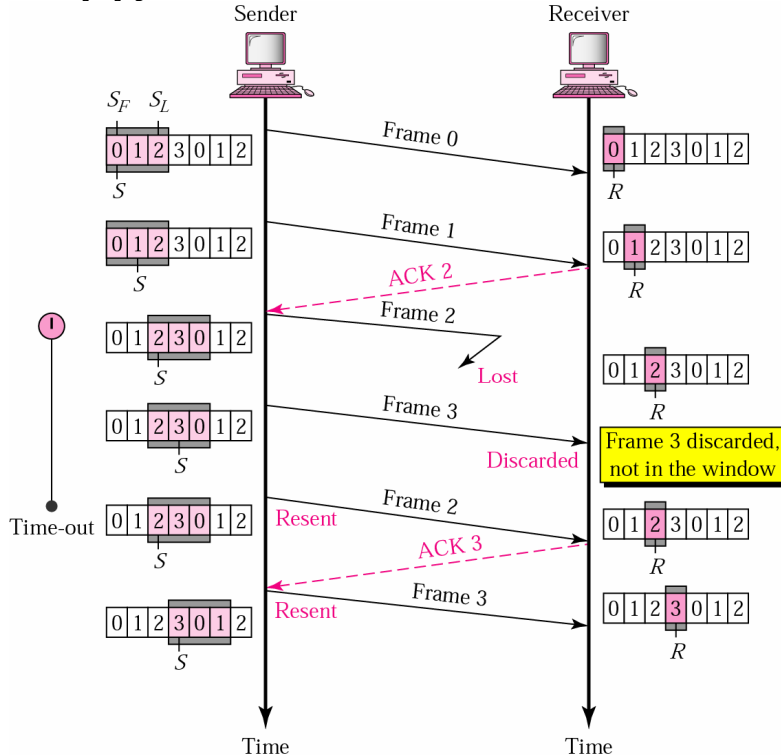 Sender Receiver
S_F S_L
Frame 0
0 1 2 3 0 1 2 0 1 2 3 0 1 2
S R
Frame 1
0 1 2 3 0 1 2 0 1 2 3 0 1 2
S R
ACK 2
Frame 2
0 1 2 3 0 1 2
S
Lost
0 1 2 3 0 1 2
R
Frame 3
0 1 2 3 0 1 2
S
Frame 3 discarded,
not in the window
Discarded
Frame 2
Time-out
0 1 2 3 0 1 2 Resent 0 1 2 3 0 1 2
S R
ACK 3
Frame 3
0 1 2 3 0 1 2 Resent 0 1 2 3 0 1 2
S R
Time Time